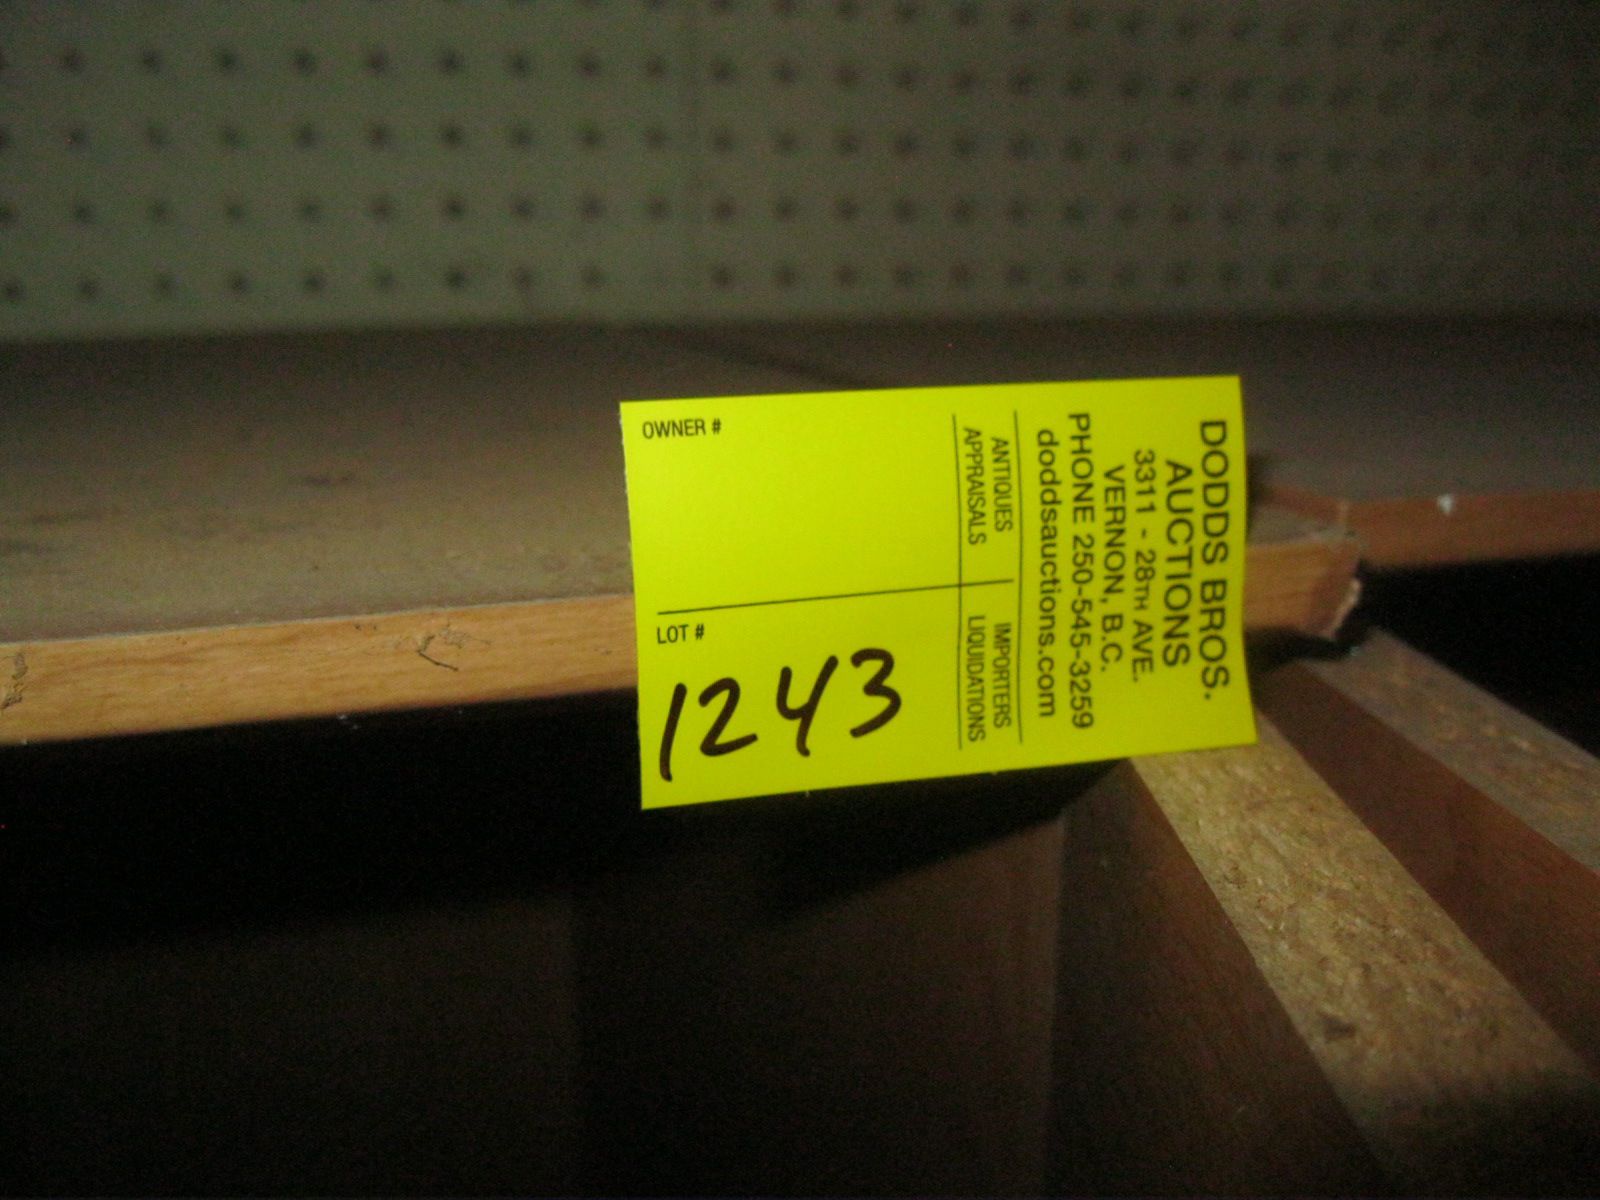 OWNER #
LOT #
1243
DODDS BROS.
AUCTIONS
3311 - 28TH AVE.
VERNON, B.C.
PHONE 250-545-3259
doddsauctions.com
ANTIQUES IMPORTERS
APPRAISALS LIQUIDATIONS